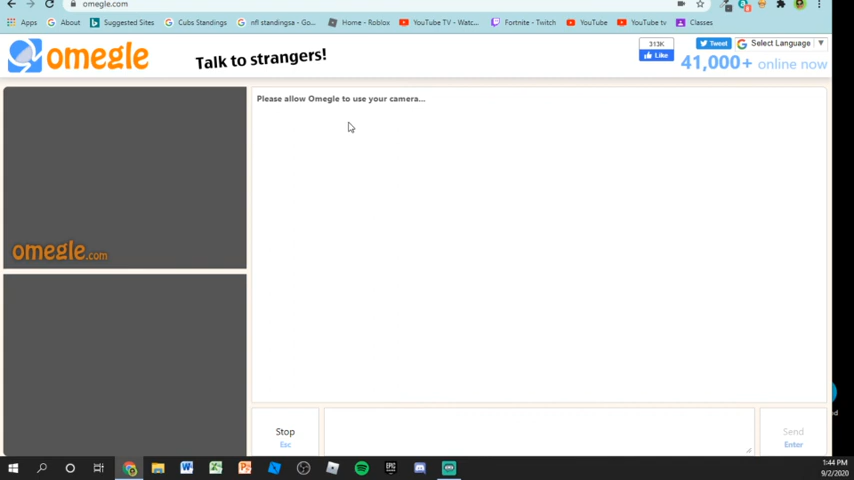 omegle.com
Apps
About
Suggested Sites
Cubs Standings
nfl standingsa - Go...
Home - Roblox
YouTube TV - Watc...
Fortnite - Twitch
YouTube
YouTube tv
Classes
omegle
Talk to strangers!
313K
Like
Tweet
Select Language
41,000+ online now
Please allow Omegle to use your camera...
omegle.com
Stop
Esc
Send
Enter
1:44 PM
9/2/2020